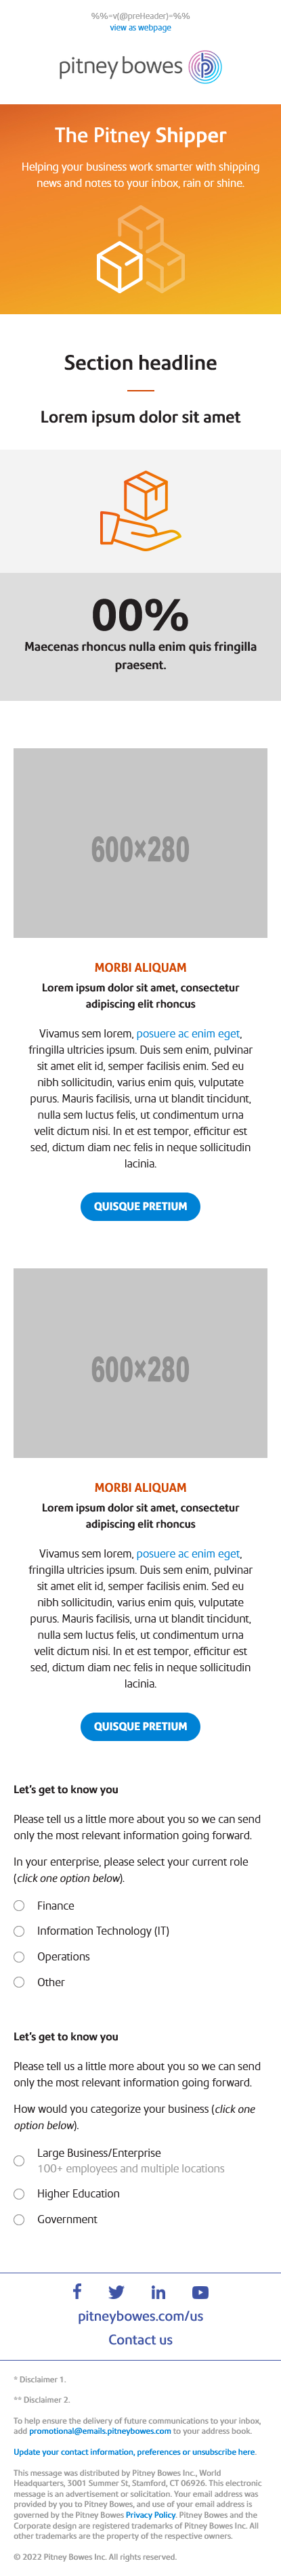 %%=v(@preHeader)=%%
view as webpage
pitney bowes
The Pitney Shipper
Helping your business work smarter with shipping
news and notes to your inbox, rain or shine.
Section headline
Lorem ipsum dolor sit amet
00%
Maecenas rhoncus nulla enim quis fringilla
praesent.
600×280
MORBI ALIQUAM
Lorem ipsum dolor sit amet, consectetur
adipiscing elit rhoncus
Vivamus sem lorem, posuere ac enim eget,
fringilla ultricies ipsum. Duis sem enim, pulvinar
sit amet elit id, semper facilisis enim. Sed eu
nibh sollicitudin, varius enim quis, vulputate
purus. Mauris facilisis, urna ut blandit tincidunt,
nulla sem luctus felis, ut condimentum urna
velit dictum nisi. In et est tempor, efficitur est
sed, dictum diam nec felis in neque sollicitudin
lacinia.
QUISQUE PRETIUM
600×280
MORBI ALIQUAM
Lorem ipsum dolor sit amet, consectetur
adipiscing elit rhoncus
Vivamus sem lorem, posuere ac enim eget,
fringilla ultricies ipsum. Duis sem enim, pulvinar
sit amet elit id, semper facilisis enim. Sed eu
nibh sollicitudin, varius enim quis, vulputate
purus. Mauris facilisis, urna ut blandit tincidunt,
nulla sem luctus felis, ut condimentum urna
velit dictum nisi. In et est tempor, efficitur est
sed, dictum diam nec felis in neque sollicitudin
lacinia.
QUISQUE PRETIUM
Let's get to know you
Please tell us a little more about you so we can send
only the most relevant information going forward.
In your enterprise, please select your current role
(click one option below).
Finance
Information Technology (IT)
Operations
Other
Let's get to know you
Please tell us a little more about you so we can send
only the most relevant information going forward.
How would you categorize your business (click one
option below).
Large Business/Enterprise
100+ employees and multiple locations
Higher Education
Government
pitneybowes.com/us
Contact us
* Disclaimer 1.
** Disclaimer 2.
To help ensure the delivery of future communications to your inbox,
add promotional@emails.pitneybowes.com to your address book.
Update your contact information, preferences or unsubscribe here.
This message was distributed by Pitney Bowes Inc., World
Headquarters, 3001 Summer St, Stamford, CT 06926. This electronic
message is an advertisement or solicitation. Your email address was
provided by you to Pitney Bowes, and use of your email address is
governed by the Pitney Bowes Privacy Policy. Pitney Bowes and the
Corporate design are registered trademarks of Pitney Bowes Inc. All
other trademarks are the property of the respective owners.
© 2022 Pitney Bowes Inc. All rights reserved.